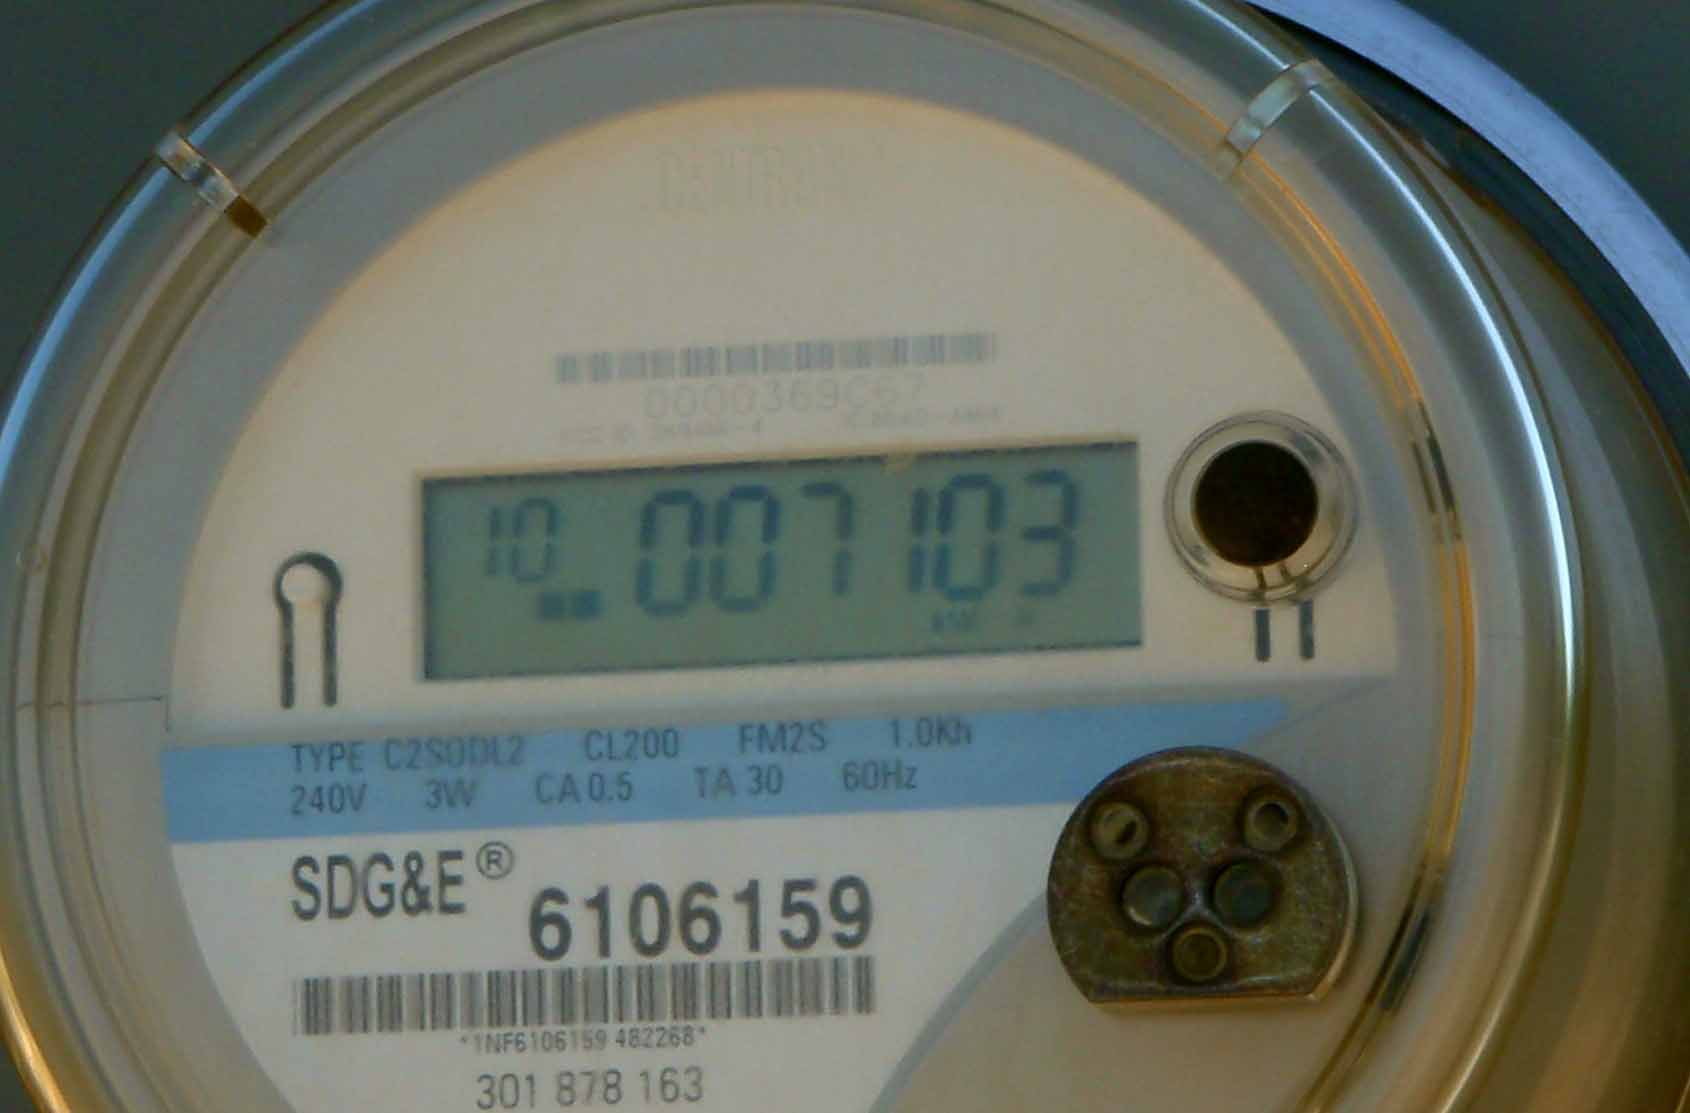 CENTRON
0000369C67
10 007103
TYPE C2SODL2 CL200 FM2S 1.0Kh
240V 3W CA 0.5 TA 30 60Hz
SDG&E®
6106159
*1NF6106159 482268*
301 878 163